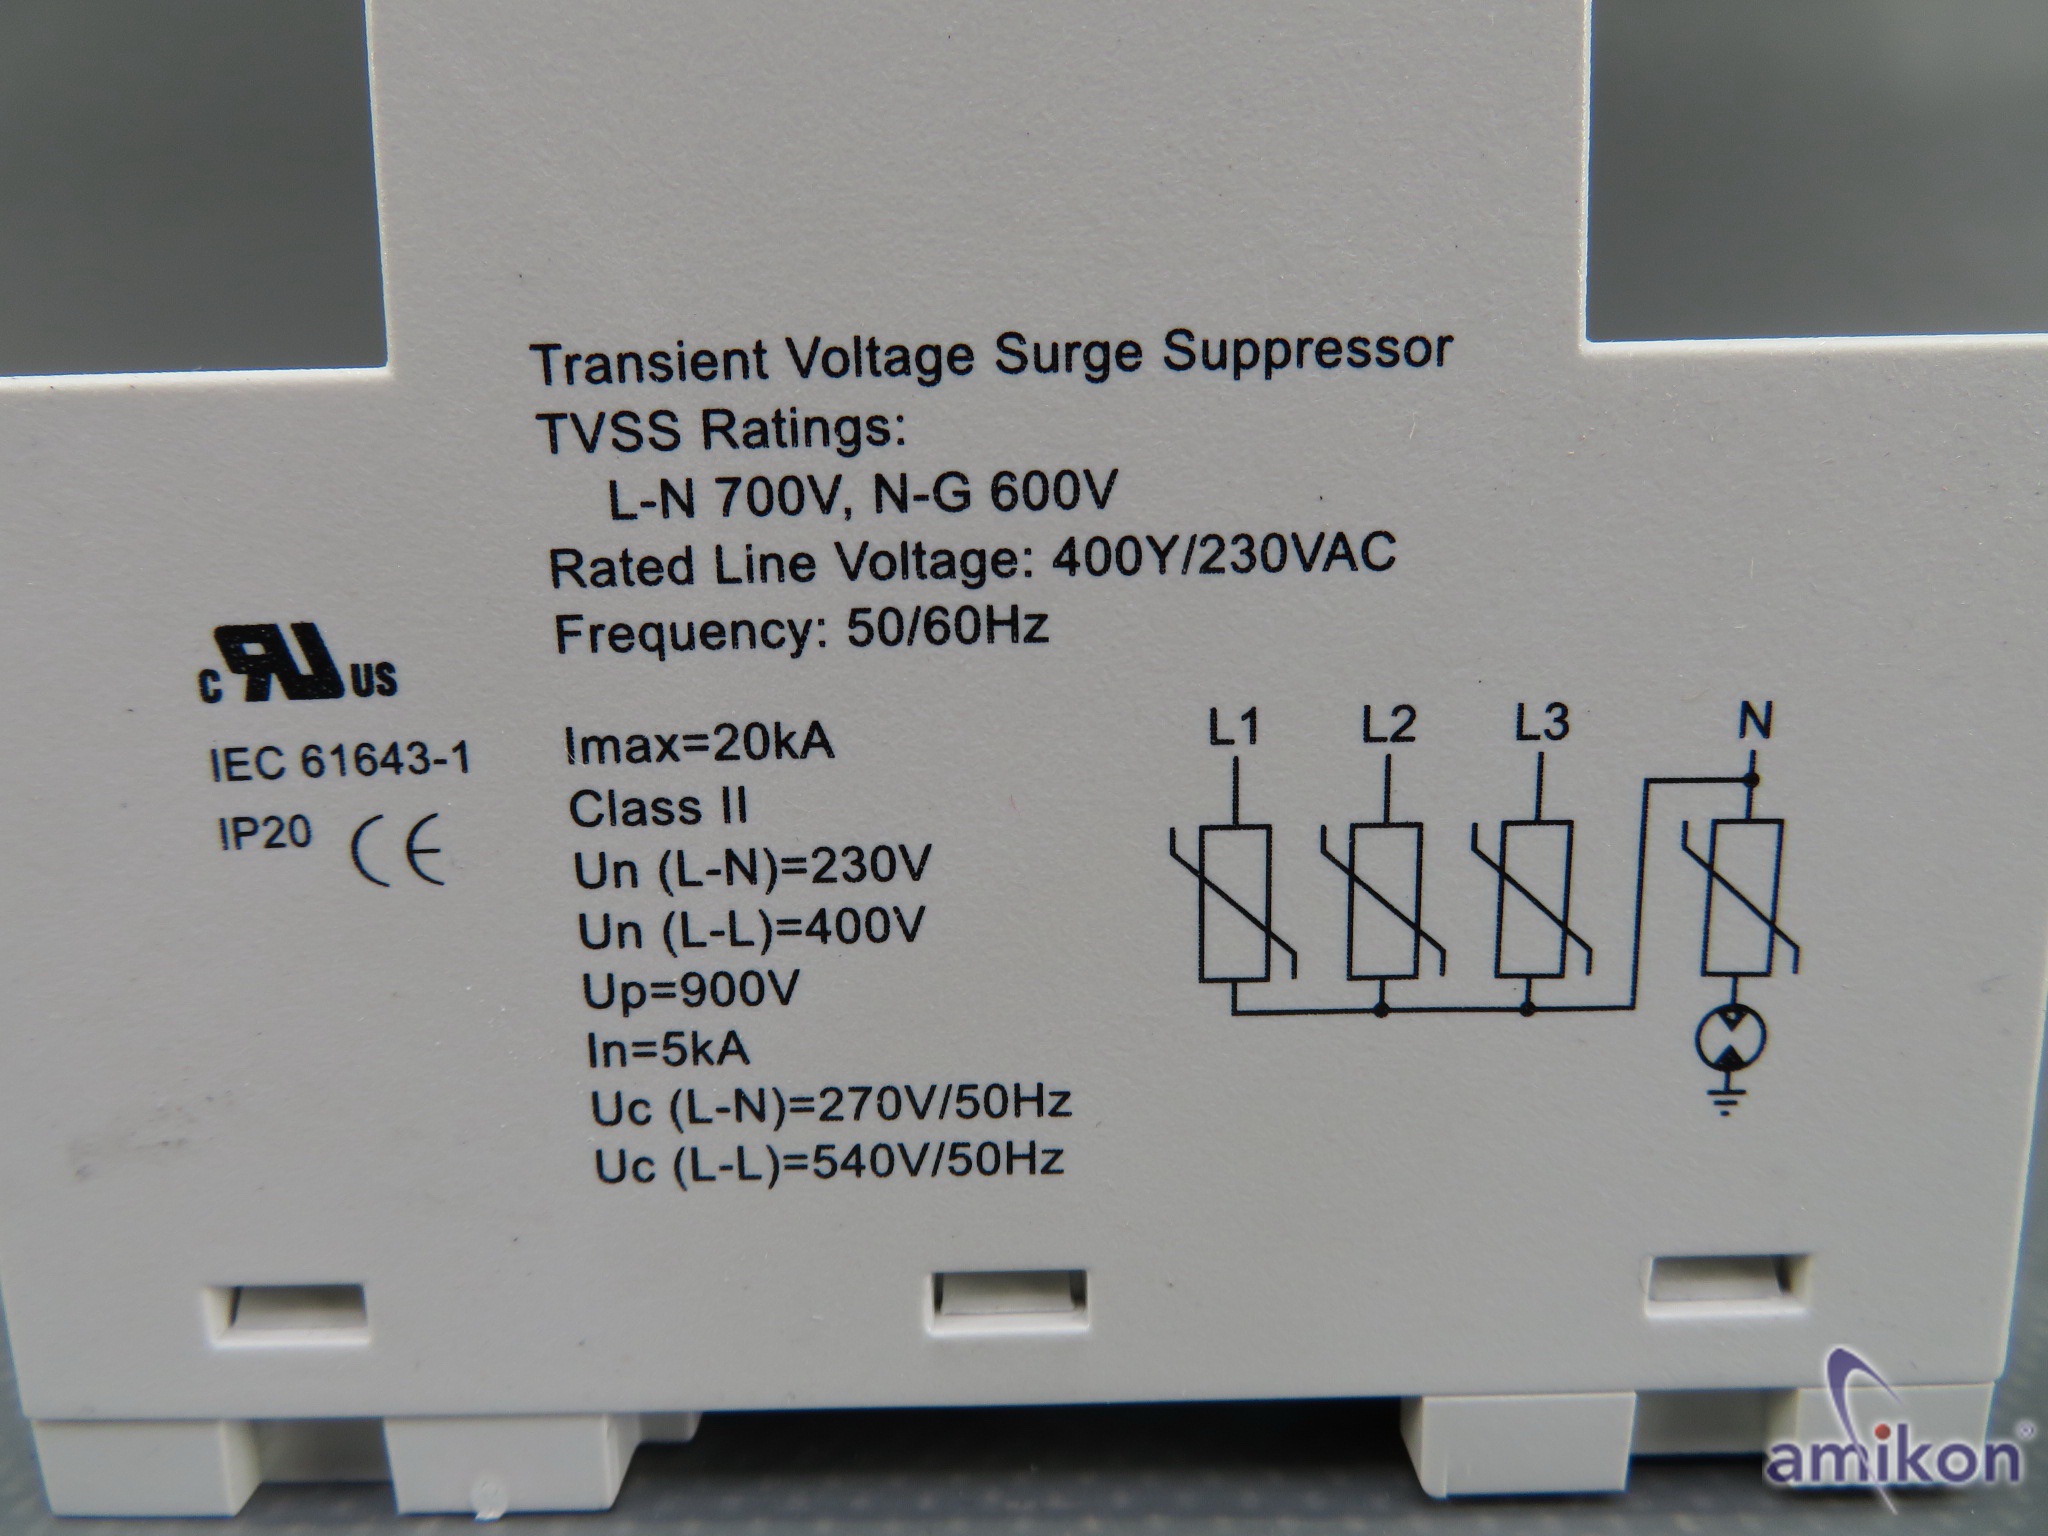 Transient Voltage Surge Suppressor
TVSS Ratings:
L-N 700V, N-G 600V
Rated Line Voltage: 400Y/230VAC
Frequency: 50/60Hz
c RU US
IEC 61643-1
IP20 CE
Imax=20kA
Class II
Un (L-N)=230V
Un (L-L)=400V
Up=900V
In=5kA
Uc (L-N)=270V/50Hz
Uc (L-L)=540V/50Hz
L1 L2 L3 N
amikon®